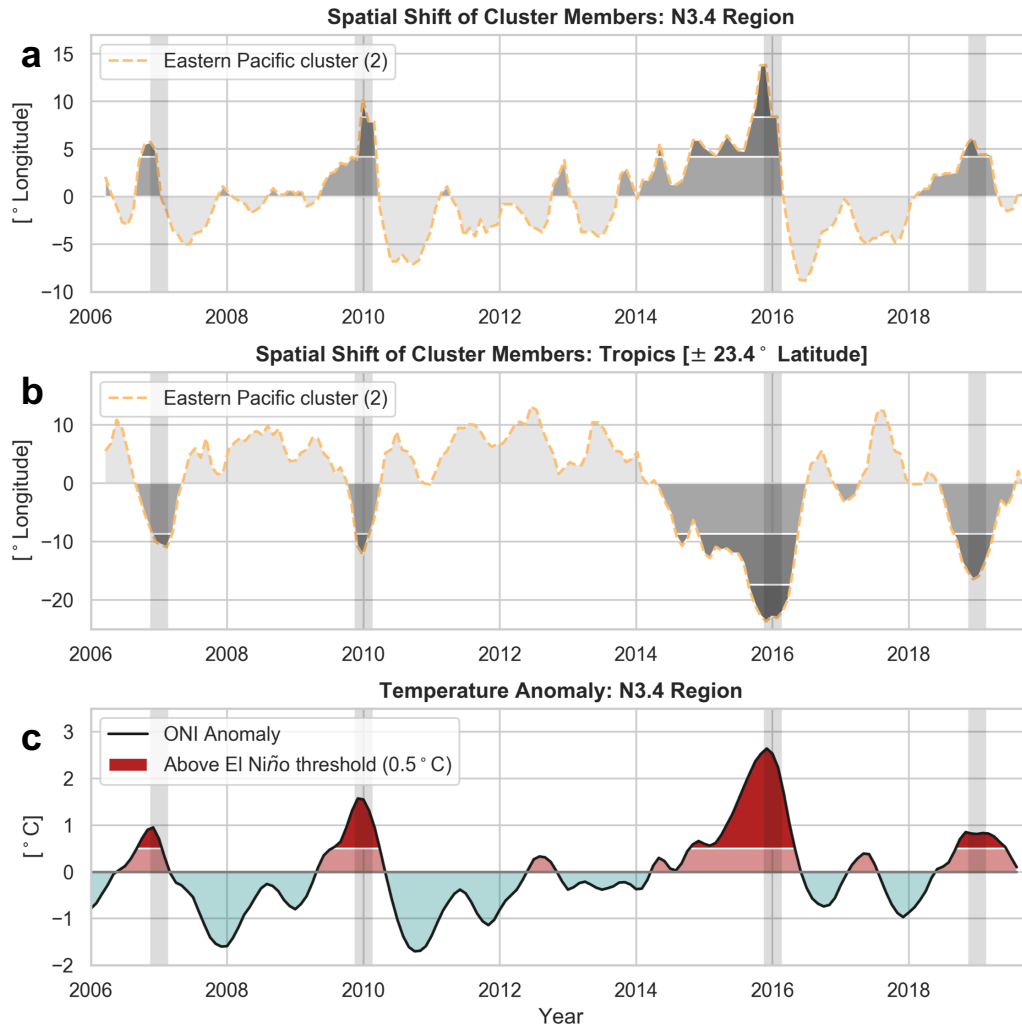 Spatial Shift of Cluster Members: N3.4 Region
a
Eastern Pacific cluster (2)
[°Longitude]
15
10
5
0
−5
−10
2006 2008 2010 2012 2014 2016 2018
Spatial Shift of Cluster Members: Tropics [± 23.4° Latitude]
b
Eastern Pacific cluster (2)
[°Longitude]
10
0
−10
−20
2006 2008 2010 2012 2014 2016 2018
Temperature Anomaly: N3.4 Region
c
ONI Anomaly
Above El Niño threshold (0.5°C)
[°C]
3
2
1
0
−1
−2
2006 2008 2010 2012 2014 2016 2018
Year